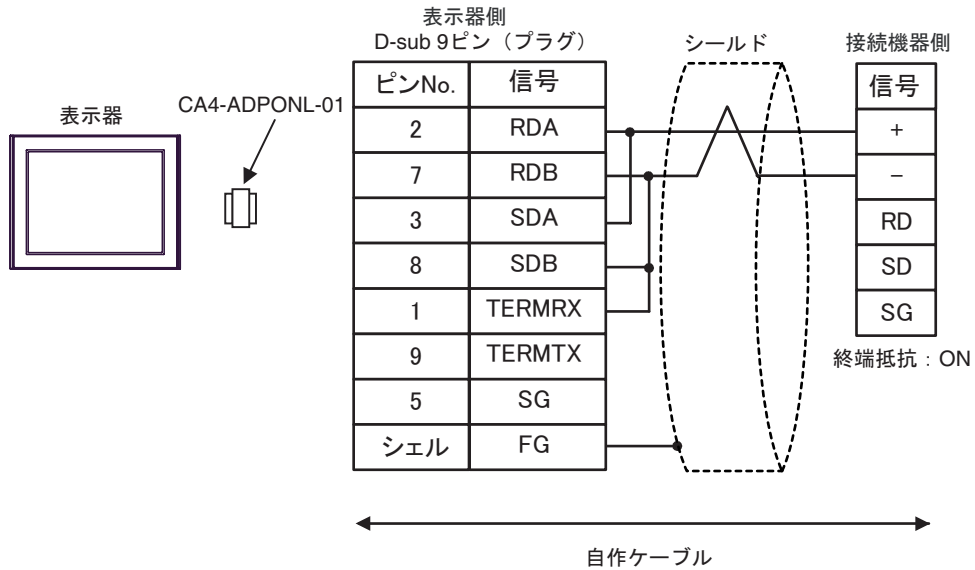 表示器側
D-sub 9ピン（プラグ）
シールド
接続機器側
表示器
CA4-ADPONL-01
ピンNo. 信号
2 RDA
7 RDB
3 SDA
8 SDB
1 TERMRX
9 TERMTX
5 SG
シェル FG
信号
+
−
RD
SD
SG
終端抵抗：ON
自作ケーブル